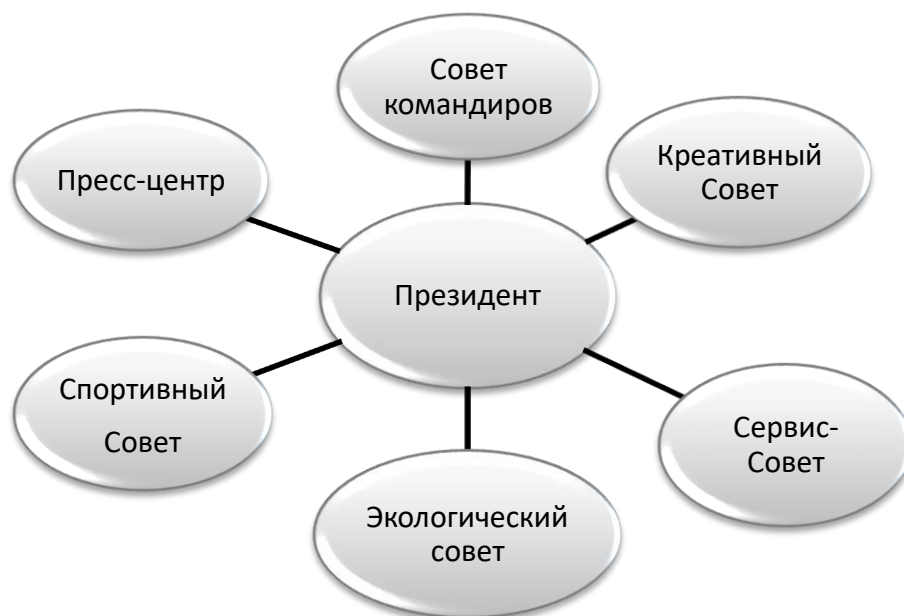 Совет
командиров
Креативный
Совет
Пресс-центр
Президент
Спортивный
Совет
Сервис-
Совет
Экологический
совет